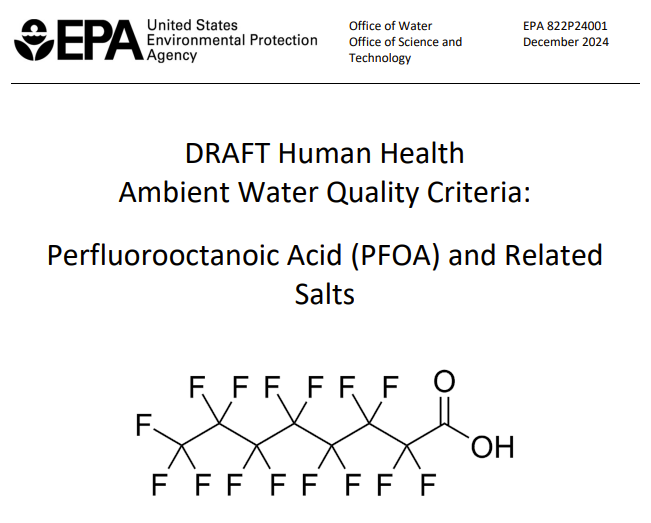 EPA
United States
Environmental Protection
Agency
Office of Water
Office of Science and
Technology
EPA 822P24001
December 2024
DRAFT Human Health
Ambient Water Quality Criteria:
Perfluorooctanoic Acid (PFOA) and Related
Salts
F F F F F F O
F
OH
F F F F F F F F